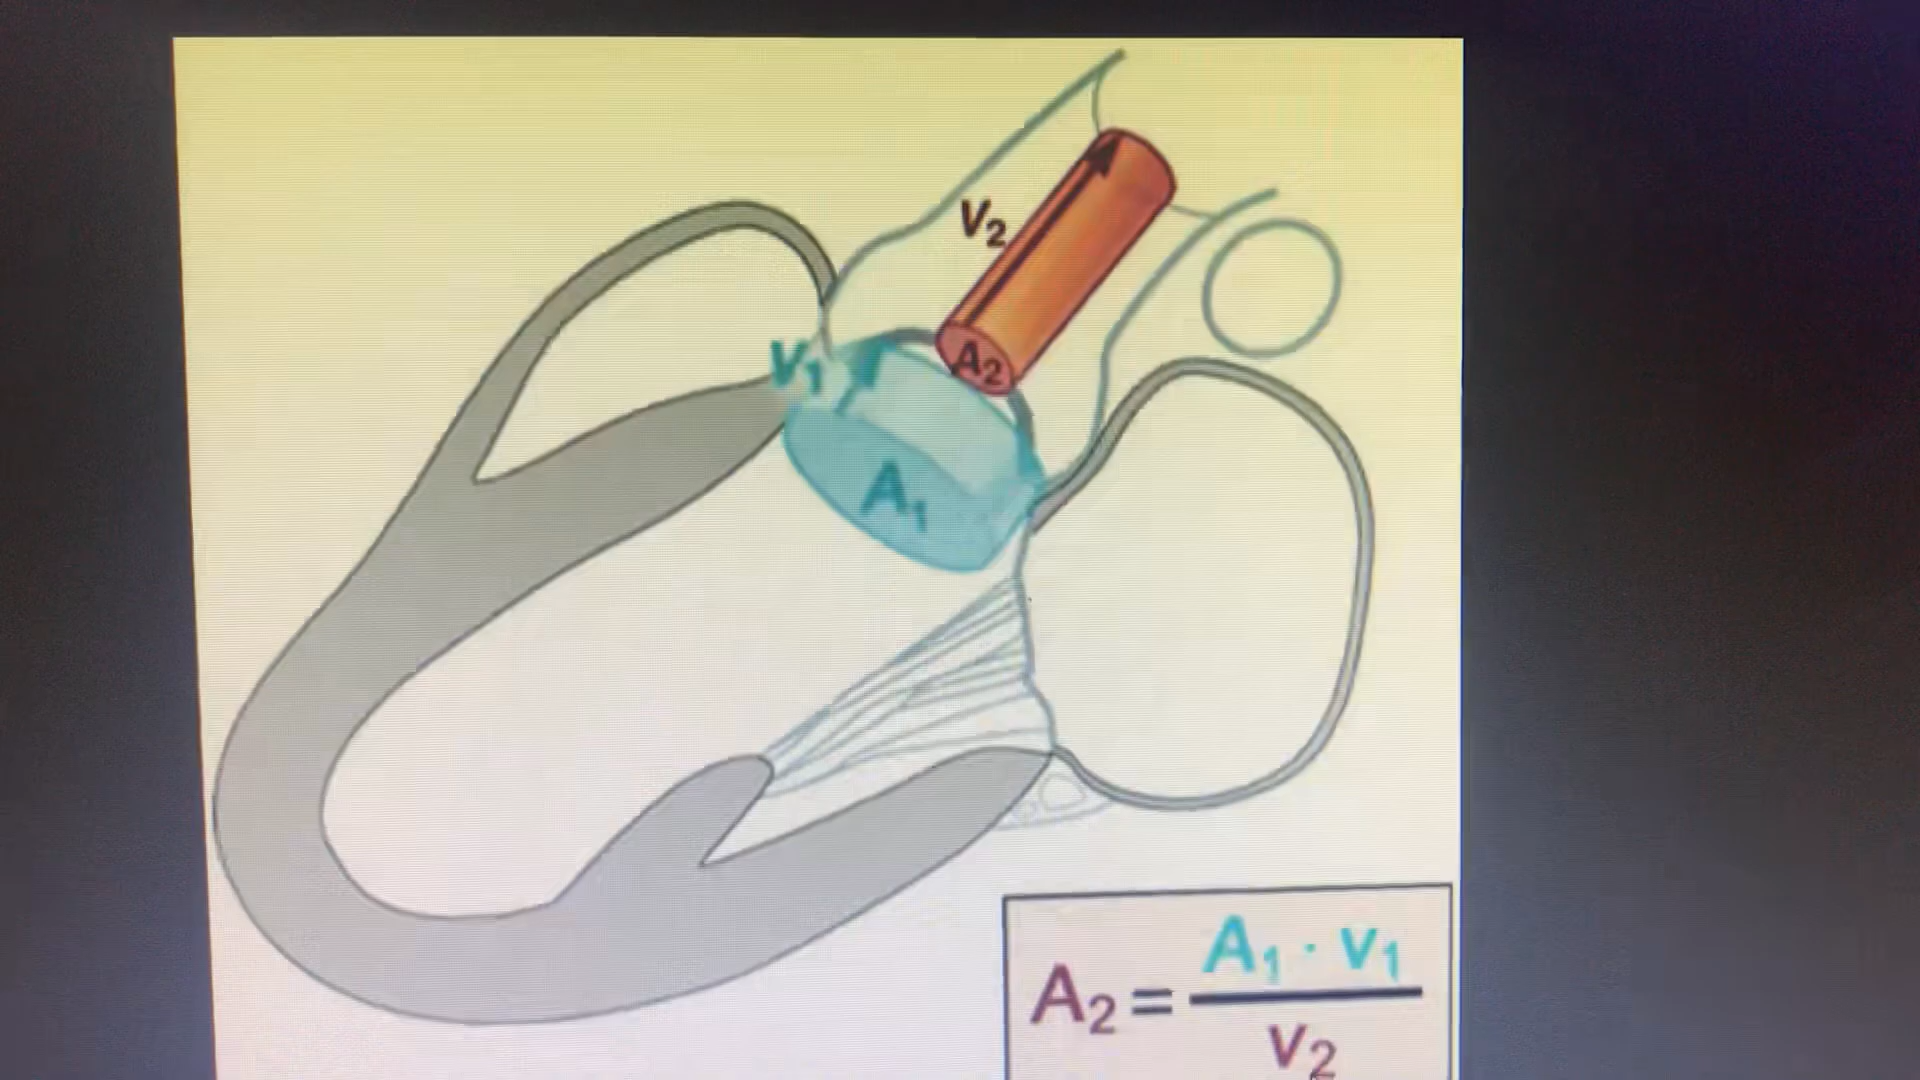 V₂
V₁
A₂
A₁
A₂ = A₁ · V₁
V₂